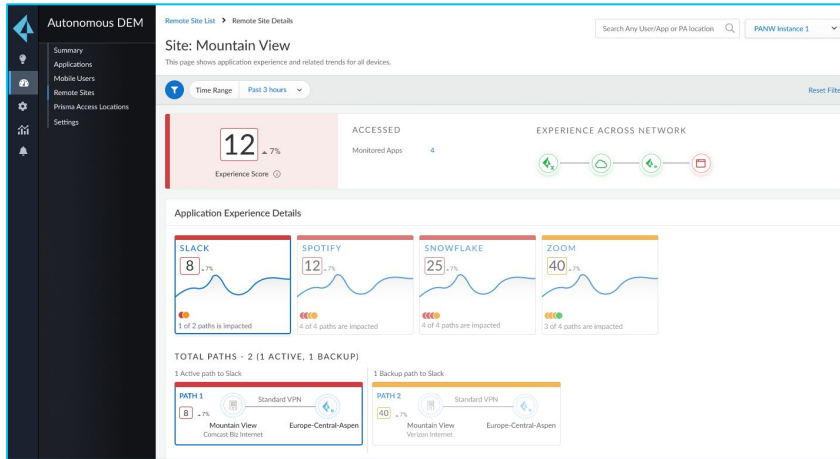 Autonomous DEM
Summary
Applications
Mobile Users
Remote Sites
Prisma Access Locations
Settings
Remote Site List > Remote Site Details
Site: Mountain View
This page shows application experience and related trends for all devices.
Search Any User/App or PA location
PANW Instance 1
Time Range Past 3 hours
Reset Filte
12 7%
Experience Score
ACCESSED
Monitored Apps 4
EXPERIENCE ACROSS NETWORK
Application Experience Details
SLACK
8 7%
1 of 2 paths is impacted
SPOTIFY
12 7%
4 of 4 paths are impacted
SNOWFLAKE
25 7%
4 of 4 paths are impacted
ZOOM
40 7%
3 of 4 paths are impacted
TOTAL PATHS - 2 (1 ACTIVE, 1 BACKUP)
1 Active path to Slack
PATH 1
8 7%
Standard VPN
Mountain View
Comcast Biz Internet
Europe-Central-Aspen
1 Backup path to Slack
PATH 2
40 7%
Standard VPN
Mountain View
Verizon Internet
Europe-Central-Aspen